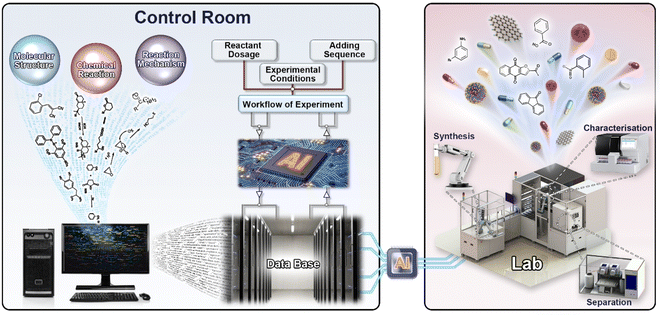 Control Room
Molecular
Structure
Chemical
Reaction
Reaction
Mechanism
Reactant
Dosage
Adding
Sequence
Experimental
Conditions
Workflow of Experiment
AI
Data Base
AI
Synthesis
Characterisation
Lab
Separation